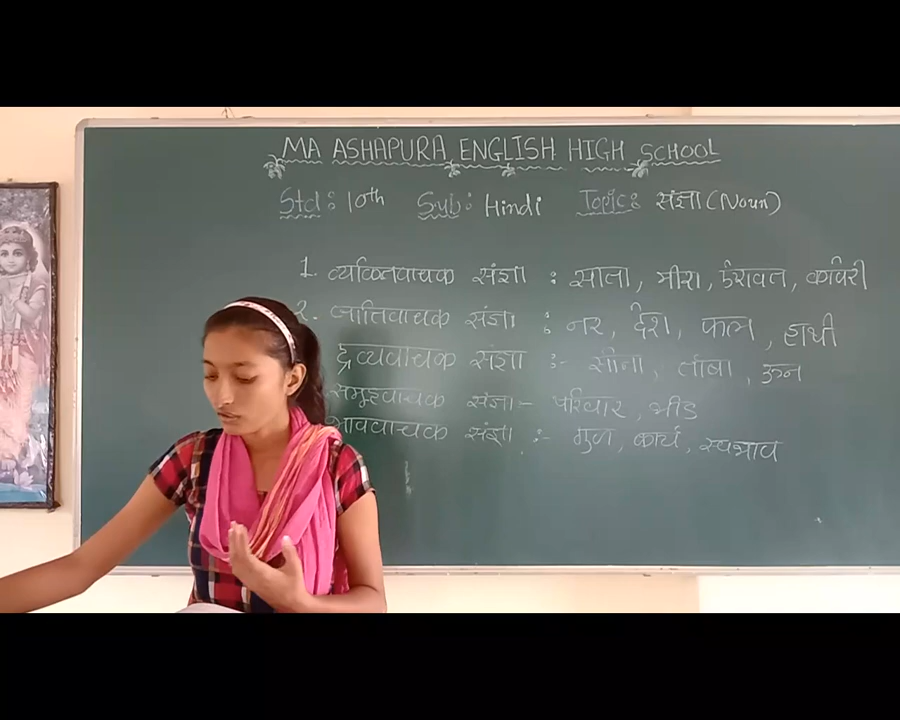 MA ASHAPURA ENGLISH HIGH SCHOOL
Std : 10th Sub : Hindi Topic : संज्ञा (Noun)
1. व्यक्तिवाचक संज्ञा : सीता, मीरा, ऐरावत, कावेरी
2. जातिवाचक संज्ञा : नर, देश, फल, हाथी
द्रव्यवाचक संज्ञा :- सोना, तांबा, ऊन
समूहवाचक संज्ञा :- परिवार, भीड
भाववाचक संज्ञा :- गुण, कार्य, स्वभाव